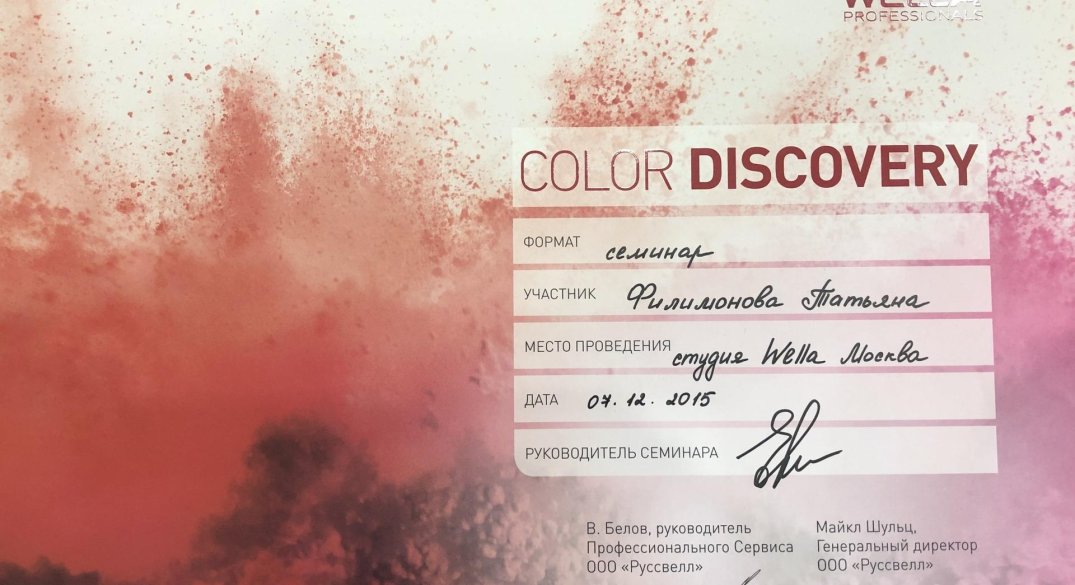 WELLA
PROFESSIONALS
COLOR DISCOVERY
ФОРМАТ семинар
УЧАСТНИК Филимонова Татьяна
МЕСТО ПРОВЕДЕНИЯ студия Wella Москва
ДАТА 07.12.2015
РУКОВОДИТЕЛЬ СЕМИНАРА
В. Белов, руководитель
Профессионального Сервиса
ООО «Руссвелл»
Майкл Шульц,
Генеральный директор
ООО «Руссвелл»